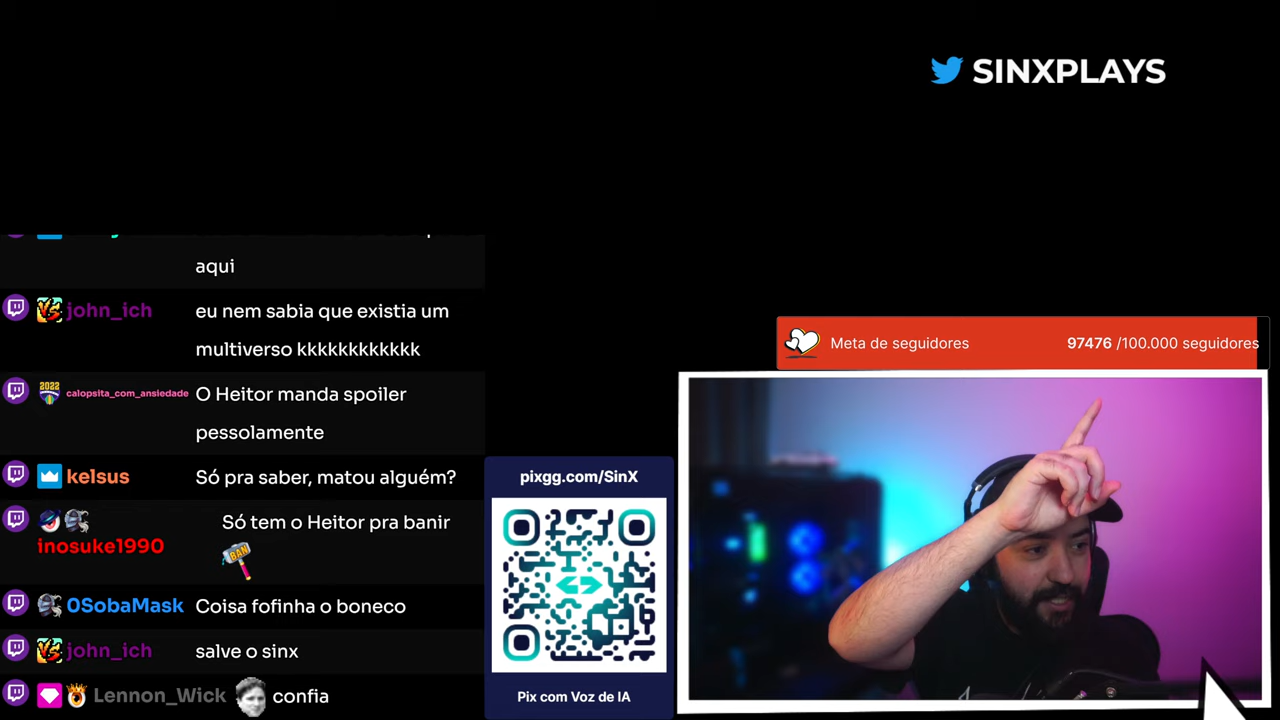 SINXPLAYS
aqui
john_ich eu nem sabia que existia um
multiverso kkkkkkkkkkkk
calopsita_com_ansiedade O Heitor manda spoiler
pessolamente
kelsus Só pra saber, matou alguém?
inosuke1990 Só tem o Heitor pra banir
BAN
0SobaMask Coisa fofinha o boneco
john_ich salve o sinx
Lennon_Wick confia
pixgg.com/SinX
Pix com Voz de IA
Meta de seguidores 97476 /100.000 seguidores